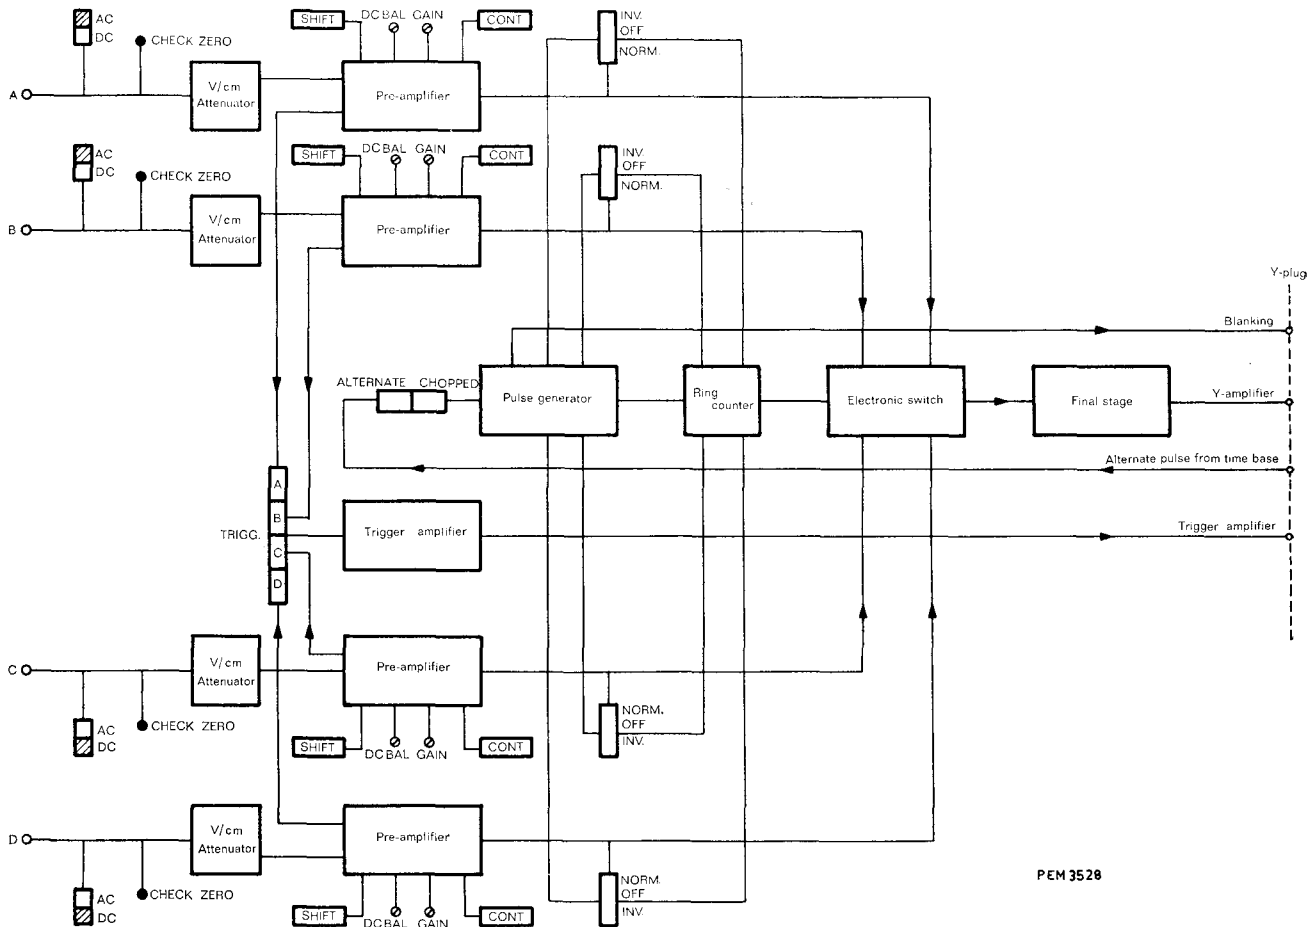 AC
DC
CHECK ZERO
SHIFT
DC BAL
GAIN
CONT
INV.
OFF
NORM.
A
V/cm
Attenuator
Pre-amplifier
AC
DC
CHECK ZERO
SHIFT
DC BAL
GAIN
CONT
INV.
OFF
NORM.
B
V/cm
Attenuator
Pre-amplifier
Y-plug
Blanking
ALTERNATE
CHOPPED
Pulse generator
Ring
counter
Electronic switch
Final stage
Y-amplifier
Alternate pulse from time base
TRIGG.
A
B
C
D
Trigger amplifier
Trigger amplifier
C
V/cm
Attenuator
Pre-amplifier
AC
DC
CHECK ZERO
SHIFT
DC BAL
GAIN
CONT
NORM.
OFF
INV.
D
V/cm
Attenuator
Pre-amplifier
AC
DC
CHECK ZERO
SHIFT
DC BAL
GAIN
CONT
NORM.
OFF
INV.
PEM 3528